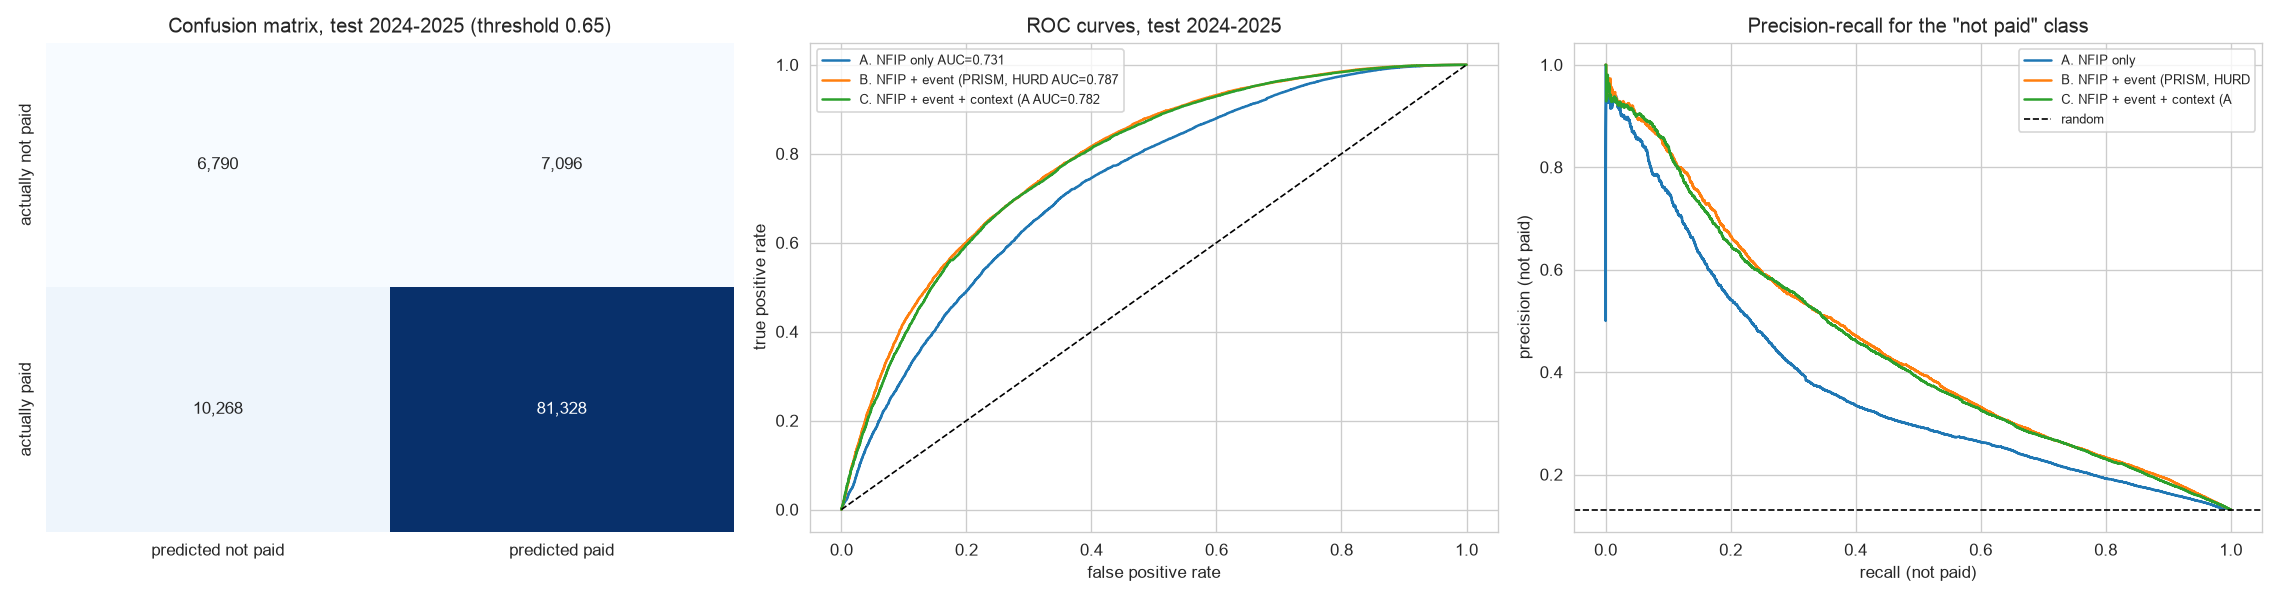 Confusion matrix, test 2024-2025 (threshold 0.65)
actually not paid
6,790
7,096
actually paid
10,268
81,328
predicted not paid
predicted paid
ROC curves, test 2024-2025
A. NFIP only AUC=0.731
B. NFIP + event (PRISM, HURD AUC=0.787
C. NFIP + event + context (A AUC=0.782
true positive rate
1.0
0.8
0.6
0.4
0.2
0.0
0.0 0.2 0.4 0.6 0.8 1.0
false positive rate
Precision-recall for the "not paid" class
A. NFIP only
B. NFIP + event (PRISM, HURD
C. NFIP + event + context (A
random
precision (not paid)
1.0
0.8
0.6
0.4
0.2
0.0 0.2 0.4 0.6 0.8 1.0
recall (not paid)